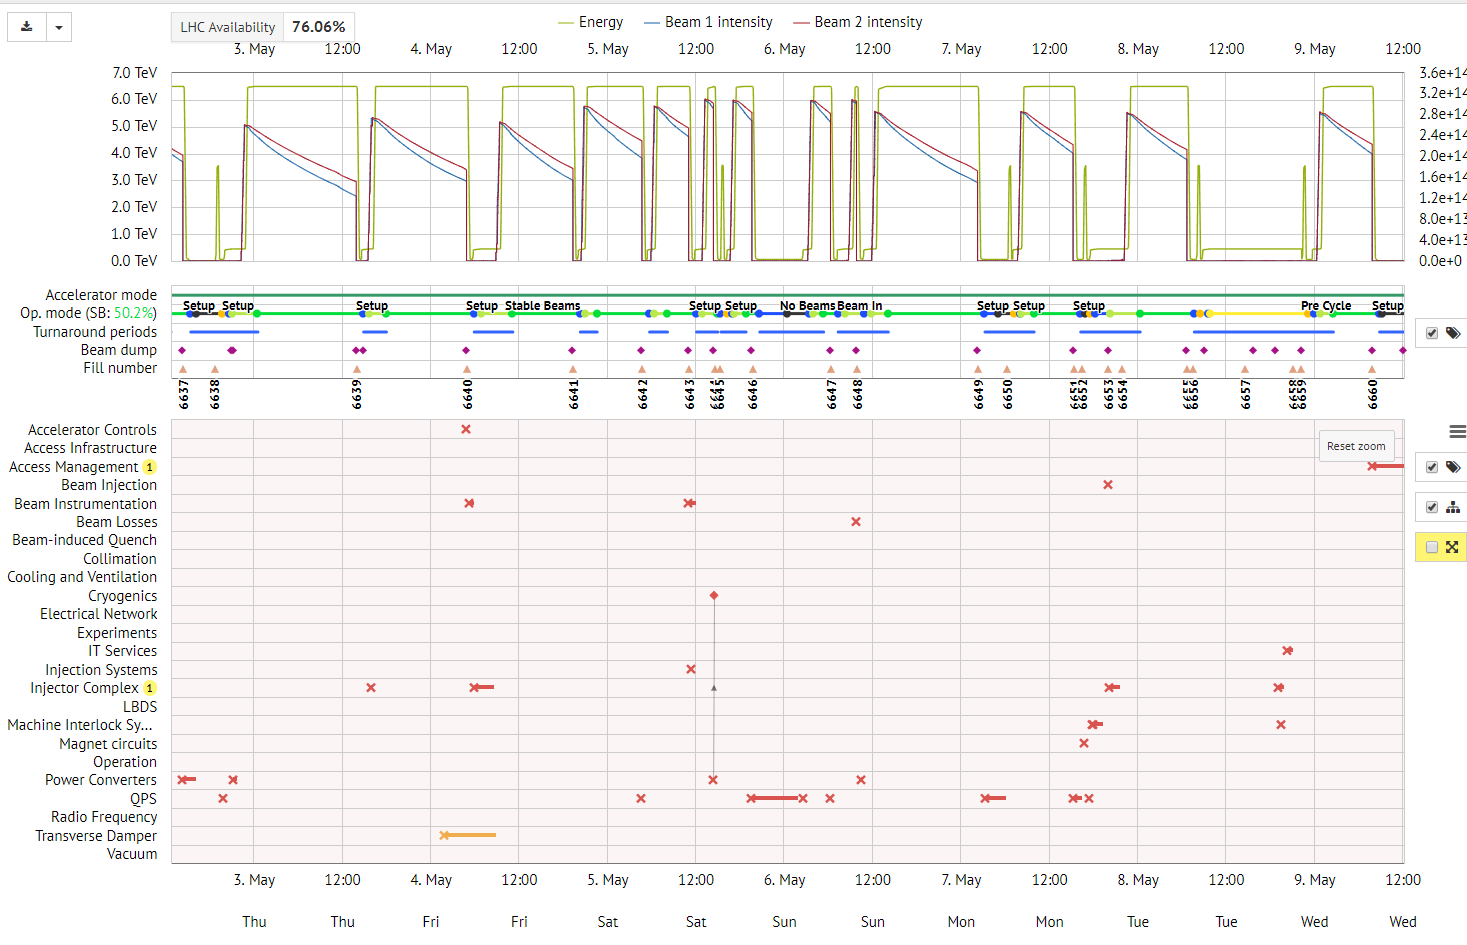 LHC Availability 76.06%
Energy Beam 1 intensity Beam 2 intensity
3. May 12:00 4. May 12:00 5. May 12:00 6. May 12:00 7. May 12:00 8. May 12:00 9. May 12:00
7.0 TeV 3.6e+14
6.0 TeV 3.2e+14
5.0 TeV 2.8e+14
2.4e+14
4.0 TeV 2.0e+14
3.0 TeV 1.6e+14
2.0 TeV 1.2e+14
1.0 TeV 8.0e+13
4.0e+13
0.0 TeV 0.0e+0
Accelerator mode
Setup Setup Setup Setup Stable Beams Setup Setup No Beams Beam In Setup Setup Setup Pre Cycle Setup
Op. mode (SB: 50.2%)
Turnaround periods
Beam dump
Fill number
6637 6638 6639 6640 6641 6642 6643 6645 6646 6647 6648 6649 6650 6651 6652 6653 6654 6655 6656 6657 6658 6659 6660
Accelerator Controls
Access Infrastructure
Reset zoom
Access Management 1
Beam Injection
Beam Instrumentation
Beam Losses
Beam-induced Quench
Collimation
Cooling and Ventilation
Cryogenics
Electrical Network
Experiments
IT Services
Injection Systems
Injector Complex 1
LBDS
Machine Interlock Sy...
Magnet circuits
Operation
Power Converters
QPS
Radio Frequency
Transverse Damper
Vacuum
3. May 12:00 4. May 12:00 5. May 12:00 6. May 12:00 7. May 12:00 8. May 12:00 9. May 12:00
Thu Thu Fri Fri Sat Sat Sun Sun Mon Mon Tue Tue Wed Wed